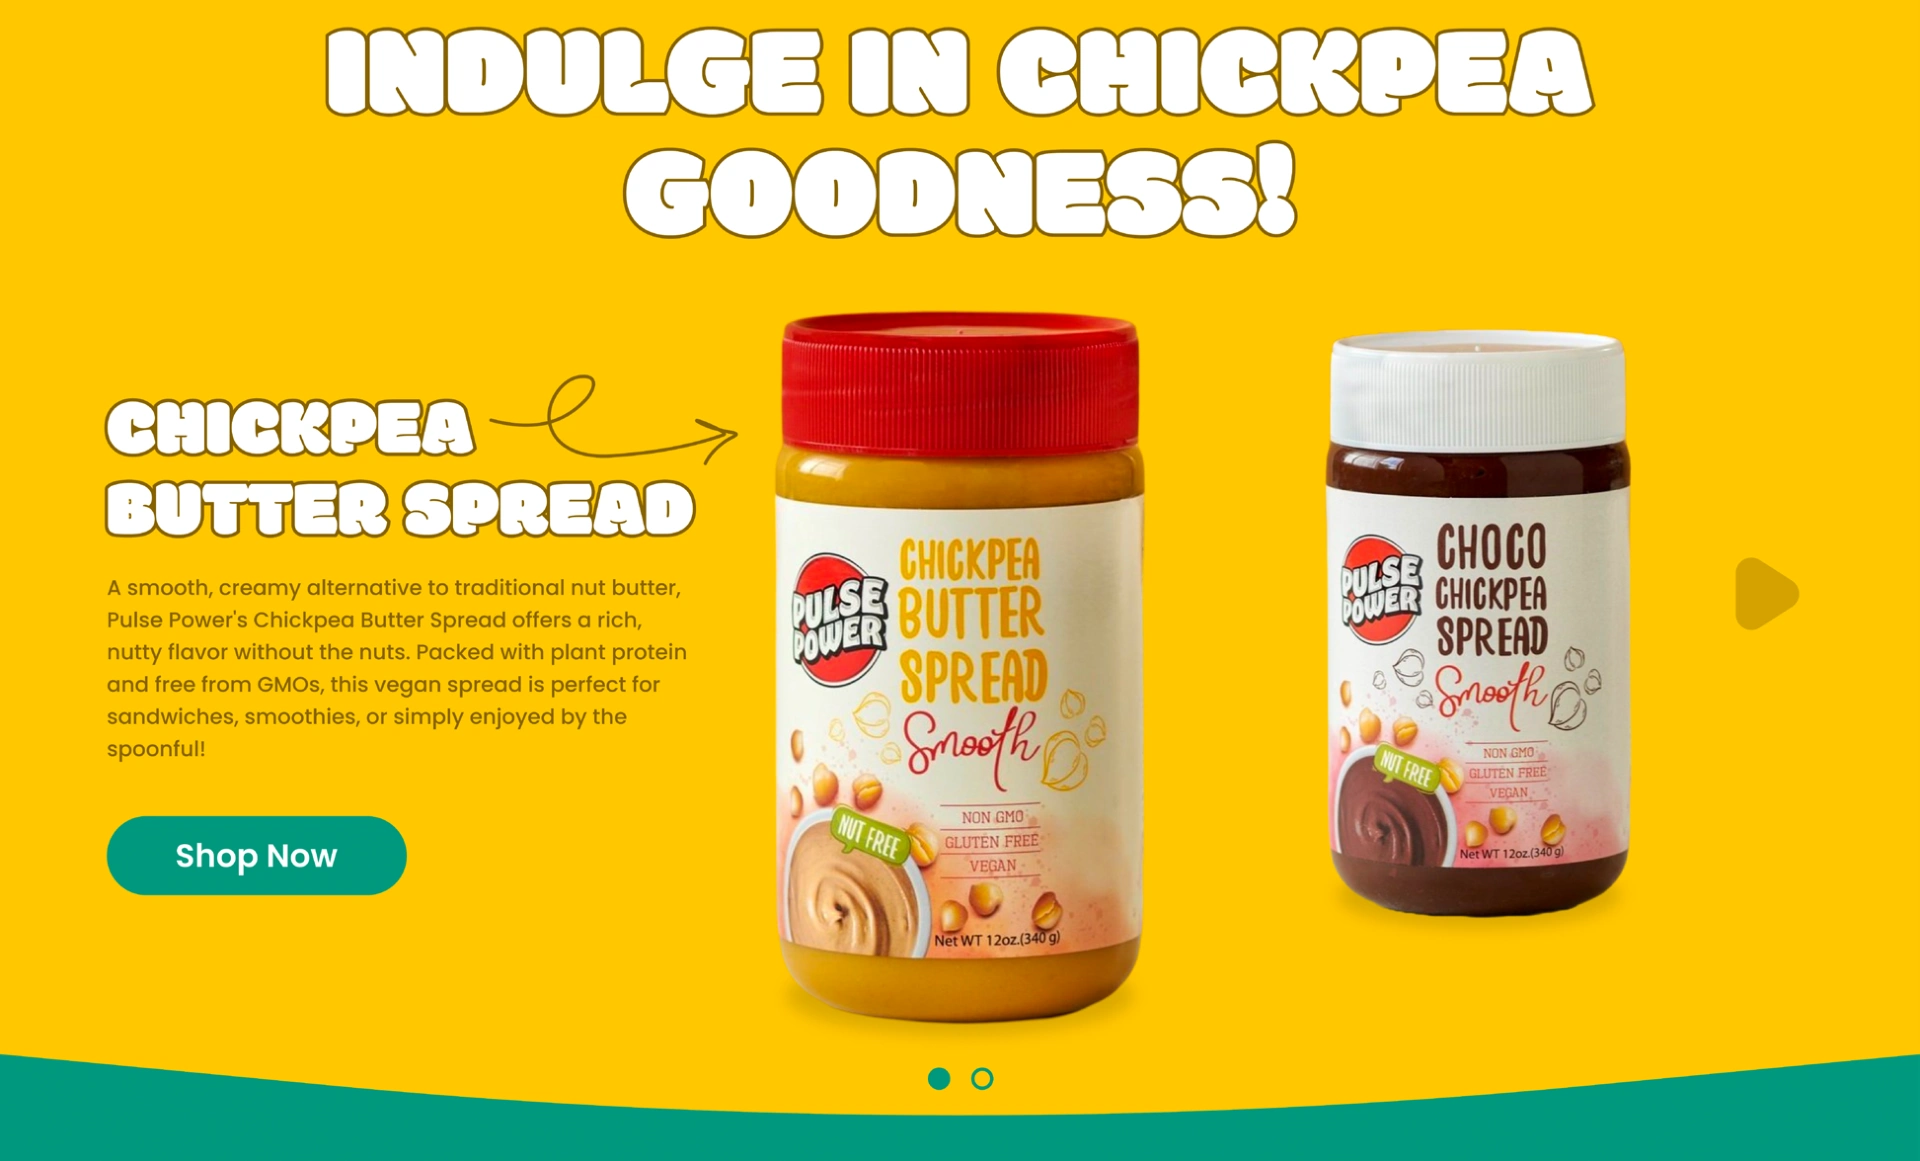 INDULGE IN CHICKPEA
GOODNESS!
CHICKPEA
BUTTER SPREAD
A smooth, creamy alternative to traditional nut butter,
Pulse Power's Chickpea Butter Spread offers a rich,
nutty flavor without the nuts. Packed with plant protein
and free from GMOs, this vegan spread is perfect for
sandwiches, smoothies, or simply enjoyed by the
spoonful!
Shop Now
PULSE
POWER
CHICKPEA
BUTTER
SPREAD
Smooth
NUT FREE
NON GMO
GLUTEN FREE
VEGAN
Net WT 12oz.(340 g)
PULSE
POWER
CHOCO
CHICKPEA
SPREAD
Smooth
NUT FREE
NON GMO
GLUTEN FREE
VEGAN
Net WT 12oz.(340 g)